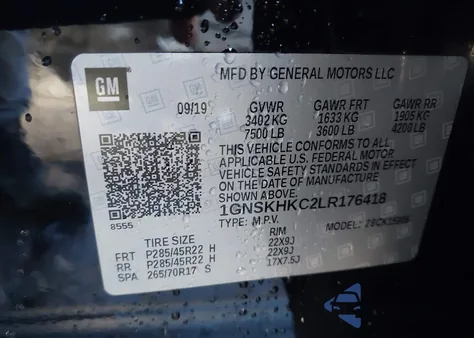 GM
MFD BY GENERAL MOTORS LLC
09/19 GVWR GAWR FRT GAWR RR
3402 KG 1633 KG 1905 KG
7500 LB 3600 LB 4200 LB
THIS VEHICLE CONFORMS TO ALL
APPLICABLE U.S. FEDERAL MOTOR
VEHICLE SAFETY STANDARDS IN EFFECT
ON THE DATE OF MANUFACTURE
SHOWN ABOVE.
1GNSKHKC2LR176418
8555
TYPE: M.P.V. MODEL:
TIRE SIZE RIM
FRT P285/45R22 H 22X9J
RR P285/45R22 H 22X9J
SPA 265/70R17 S 17X7.5J